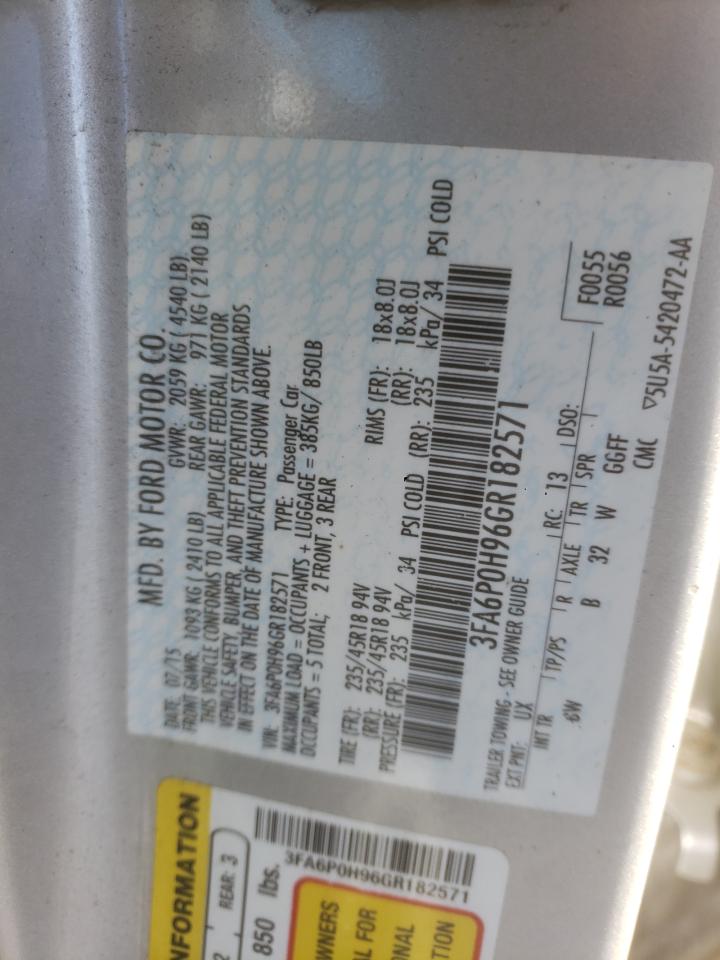 MFD. BY FORD MOTOR CO.
DATE: 07/15 GVWR: 2059 KG ( 4540 LB)
FRONT GAWR: 1093 KG ( 2410 LB) REAR GAWR: 971 KG ( 2140 LB)
THIS VEHICLE CONFORMS TO ALL APPLICABLE FEDERAL MOTOR
VEHICLE SAFETY, BUMPER, AND THEFT PREVENTION STANDARDS
IN EFFECT ON THE DATE OF MANUFACTURE SHOWN ABOVE.
VIN: 3FA6P0H96GR182571 TYPE: Passenger Car
MAXIMUM LOAD = OCCUPANTS + LUGGAGE = 385KG/ 850LB
OCCUPANTS = 5 TOTAL; 2 FRONT, 3 REAR
TIRE (FR): 235/45R18 94V RIMS (FR): 18x8.0J
(RR): 235/45R18 94V (RR): 18x8.0J
PRESSURE (FR): 235 kPa/ 34 PSI COLD (RR): 235 kPa/ 34 PSI COLD
3FA6P0H96GR182571
TRAILER TOWING - SEE OWNER GUIDE
EXT PNT: UX RC: 13 DSO:
INT TR TP/PS R AXLE TR SPR F0055
R0056
6W B 32 W GGFF
CMC ▽5U5A-5420472-AA
NFORMATION
REAR: 3
850 lbs.
3FA6P0H96GR182571
OWNERS
AL FOR
ONAL
TION